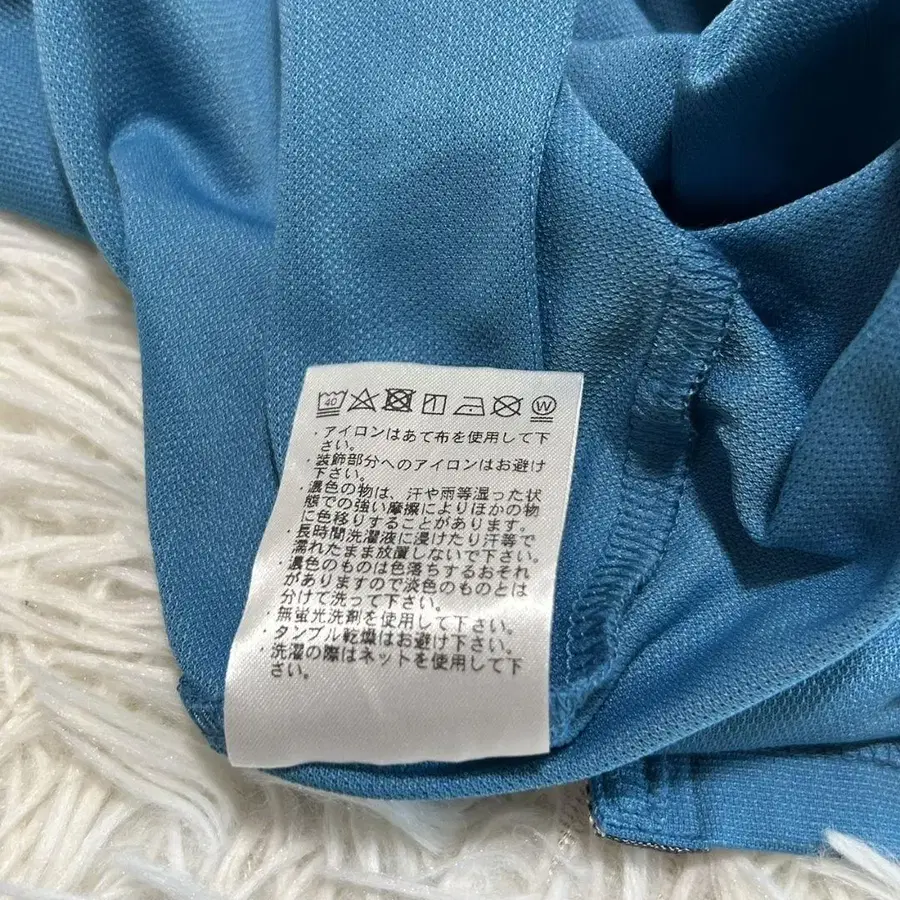 40 W
・アイロンはあて布を使用して下
さい。
・装飾部分へのアイロンはお避け
下さい。
・濃色の物は、汗や雨等湿った状
態での強い摩擦によりほかの物
に色移りすることがあります。
・長時間洗濯液に浸けたり汗等で
濡れたまま放置しないで下さい。
・濃色のものは色落ちするおそれ
がありますので淡色のものとは
分けて洗って下さい。
・無蛍光洗剤を使用して下さい。
・タンブル乾燥はお避け下さい。
・洗濯の際はネットを使用して下
さい。